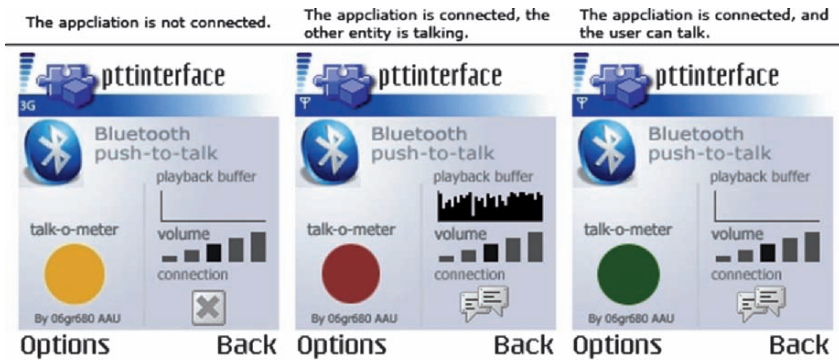 The appcliation is not connected.
The appcliation is connected, the
other entity is talking.
The appcliation is connected, and
the user can talk.
pttinterface
3G
Bluetooth
push-to-talk
playback buffer
talk-o-meter
volume
connection
By 06gr680 AAU
Options Back
pttinterface
Bluetooth
push-to-talk
playback buffer
talk-o-meter
volume
connection
By 06gr680 AAU
Options Back
pttinterface
Bluetooth
push-to-talk
playback buffer
talk-o-meter
volume
connection
By 06gr680 AAU
Options Back